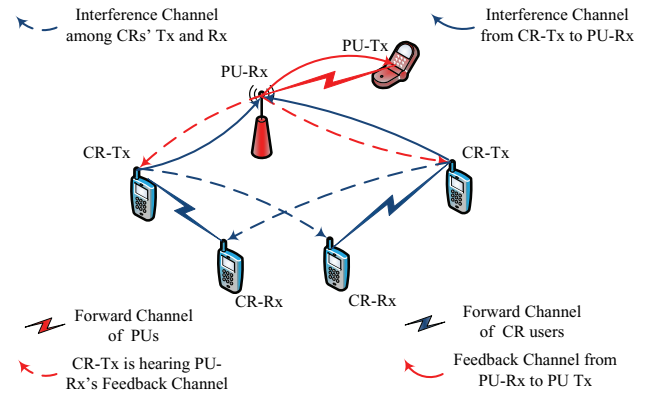 Interference Channel
among CRs' Tx and Rx
Interference Channel
from CR-Tx to PU-Rx
PU-Tx
PU-Rx
CR-Tx
CR-Tx
CR-Rx
CR-Rx
Forward Channel
of PUs
Forward Channel
of CR users
CR-Tx is hearing PU-
Rx's Feedback Channel
Feedback Channel from
PU-Rx to PU Tx